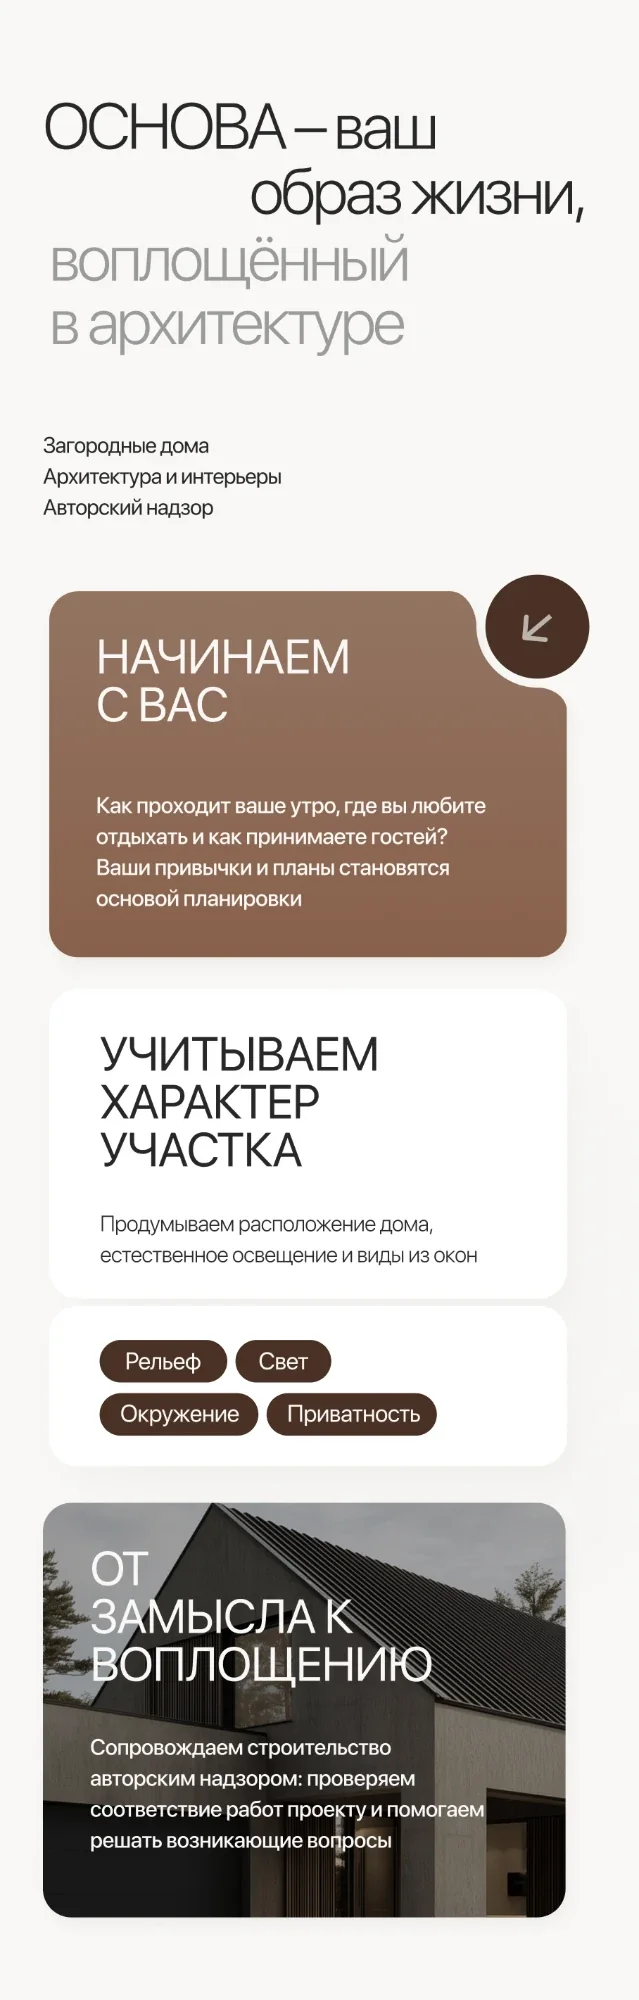 ОСНОВА – ваш
образ жизни,
воплощённый
в архитектуре
Загородные дома
Архитектура и интерьеры
Авторский надзор
НАЧИНАЕМ
С ВАС
Как проходит ваше утро, где вы любите
отдыхать и как принимаете гостей?
Ваши привычки и планы становятся
основой планировки
УЧИТЫВАЕМ
ХАРАКТЕР
УЧАСТКА
Продумываем расположение дома,
естественное освещение и виды из окон
Рельеф Свет
Окружение Приватность
ОТ
ЗАМЫСЛА К
ВОПЛОЩЕНИЮ
Сопровождаем строительство
авторским надзором: проверяем
соответствие работ проекту и помогаем
решать возникающие вопросы